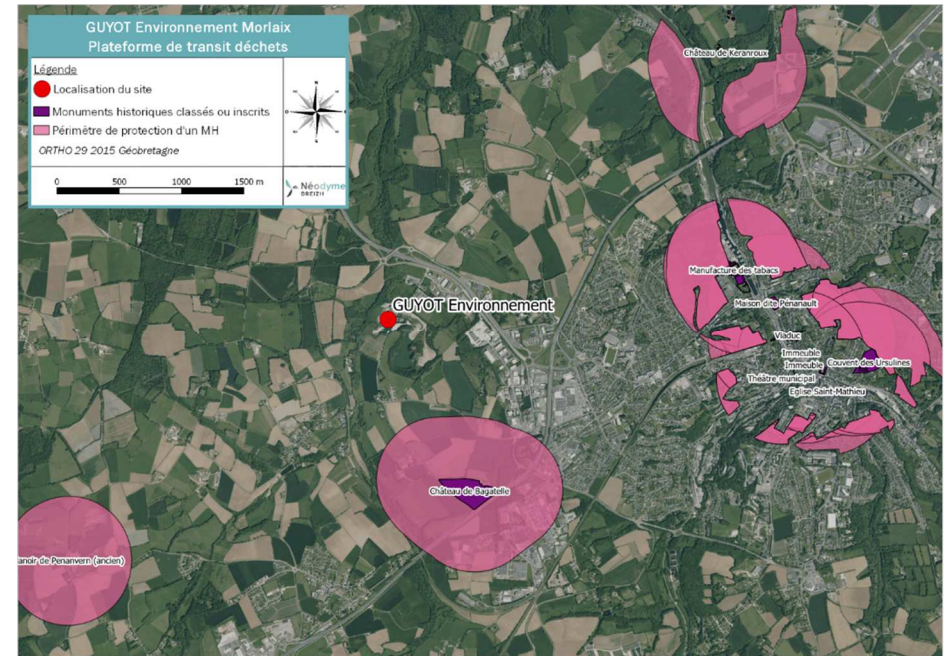 GUYOT Environnement Morlaix
Plateforme de transit déchets
Légende
Localisation du site
Monuments historiques classés ou inscrits
Périmètre de protection d'un MH
ORTHO 29 2015 Géobretagne
0 500 1000 1500 m
Néodyme
BREIZH
Château de Keranroux
Manufacture des tabacs
Maison dite Pénanault
GUYOT Environnement
Viaduc
Immeuble
Couvent des Ursulines
Immeuble
Théâtre municipal
Eglise Saint-Mathieu
Château de Bagatelle
anoir de Penanvern (ancien)